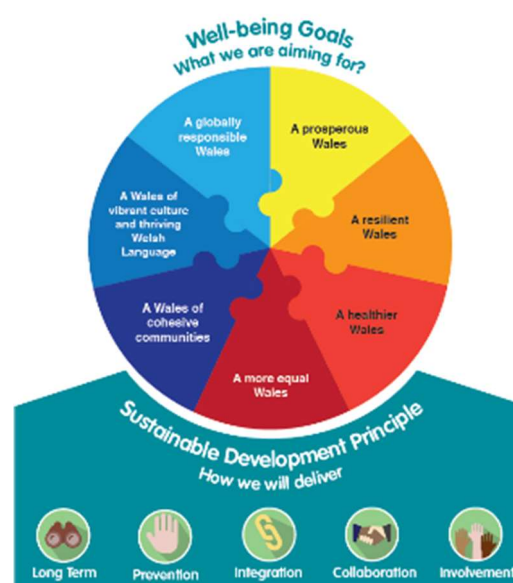 Well-being Goals
What we are aiming for?
A globally
responsible
Wales
A prosperous
Wales
A Wales of
vibrant culture
and thriving
Welsh
Language
A resilient
Wales
A Wales of
cohesive
communities
A healthier
Wales
A more equal
Wales
Sustainable Development Principle
How we will deliver
Long Term
Prevention
Integration
Collaboration
Involvement